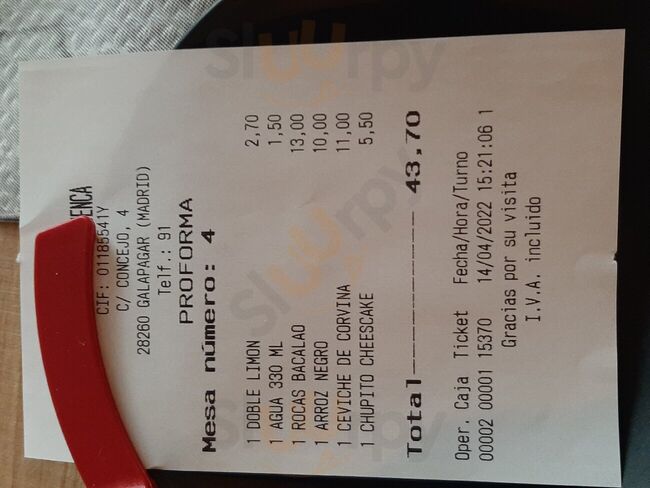 ENCA
CIF: 01185541Y
C/ CONCEJO, 4
28260 GALAPAGAR (MADRID)
Telf.: 91
PROFORMA
Mesa número: 4
1 DOBLE LIMON 2,70
1 AGUA 330 ML 1,50
1 ROCAS BACALAO 13,00
1 ARROZ NEGRO 10,00
1 CEVICHE DE CORVINA 11,00
1 CHUPITO CHEESCAKE 5,50
Total---------- 43,70
Oper. Caja Ticket Fecha/Hora/Turno
00002 00001 15370 14/04/2022 15:21:06 1
Gracias por su visita
I.V.A. incluido
Sluurpy
Sluurpy
Sluurpy